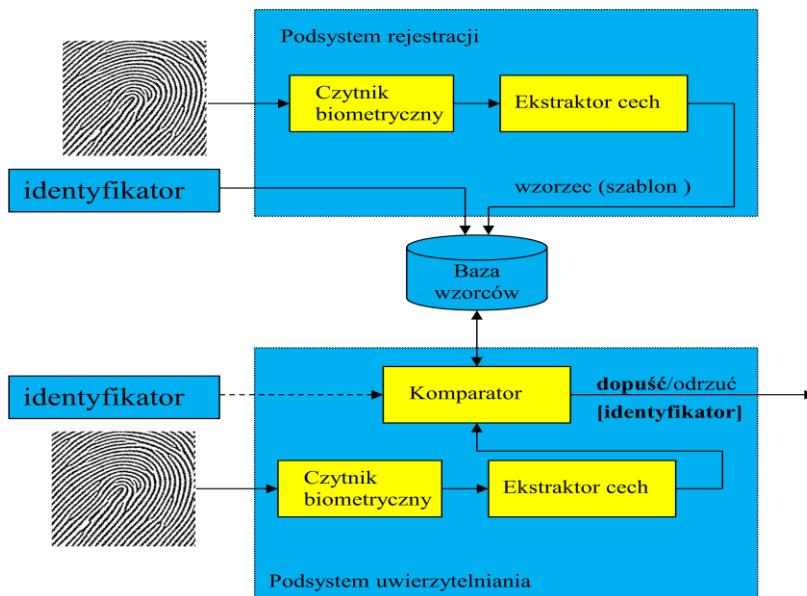 Podsystem rejestracji
Czytnik
biometryczny
Ekstraktor cech
identyfikator
wzorzec (szablon )
Baza
wzorców
identyfikator
Komparator
dopuść/odrzuć
[identyfikator]
Czytnik
biometryczny
Ekstraktor cech
Podsystem uwierzytelniania